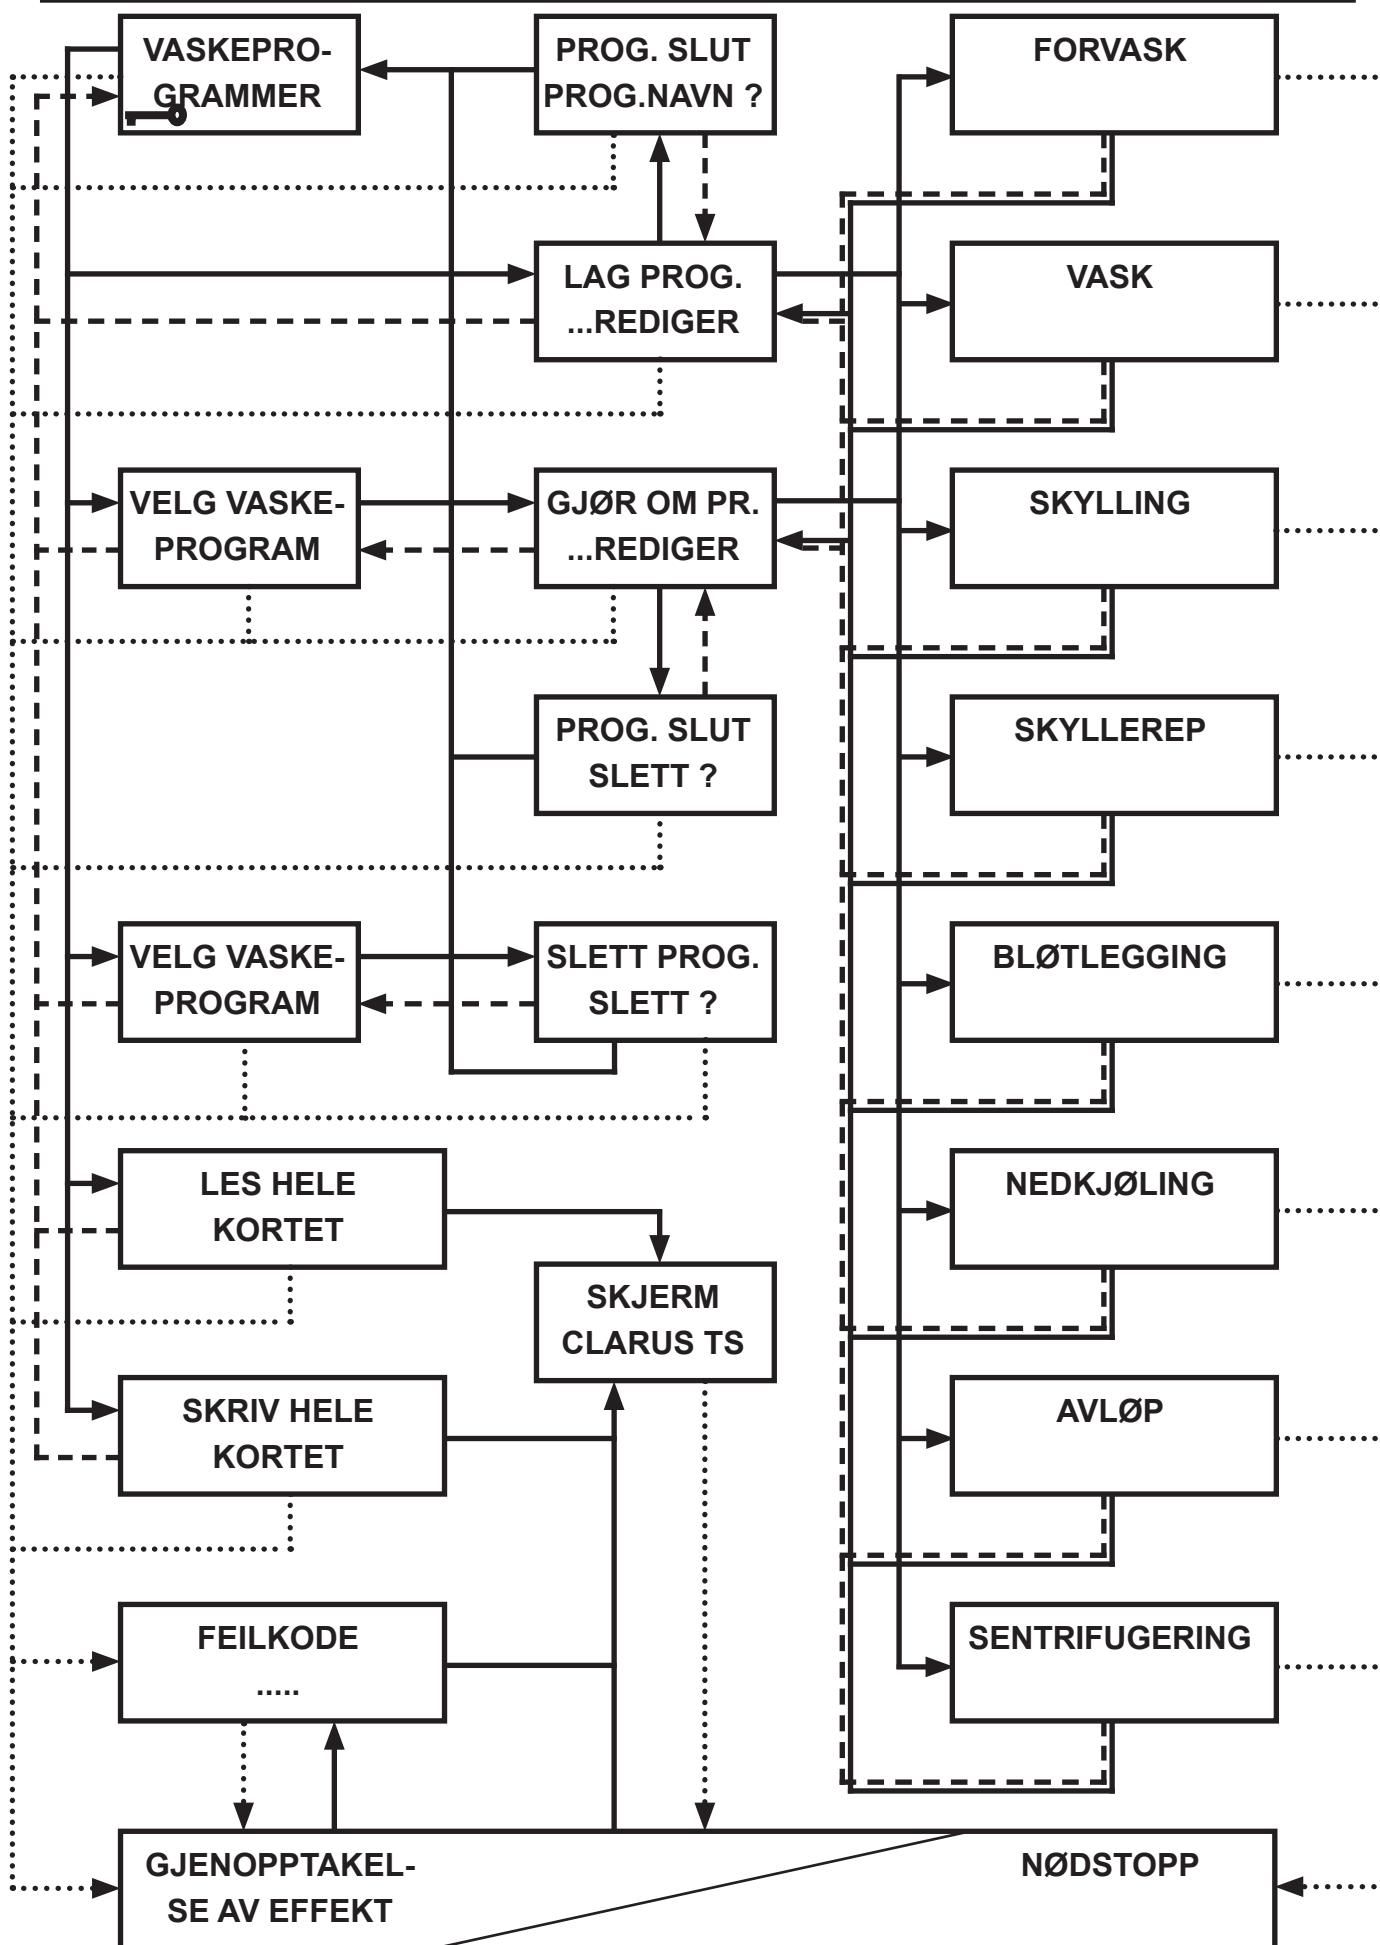 VASKEPRO-
GRAMMER
PROG. SLUT
PROG.NAVN ?
FORVASK
LAG PROG.
...REDIGER
VASK
VELG VASKE-
PROGRAM
GJØR OM PR.
...REDIGER
SKYLLING
PROG. SLUT
SLETT ?
SKYLLEREP
VELG VASKE-
PROGRAM
SLETT PROG.
SLETT ?
BLØTLEGGING
LES HELE
KORTET
NEDKJØLING
SKJERM
CLARUS TS
SKRIV HELE
KORTET
AVLØP
FEILKODE
.....
SENTRIFUGERING
GJENOPPTAKEL-
SE AV EFFEKT
NØDSTOPP